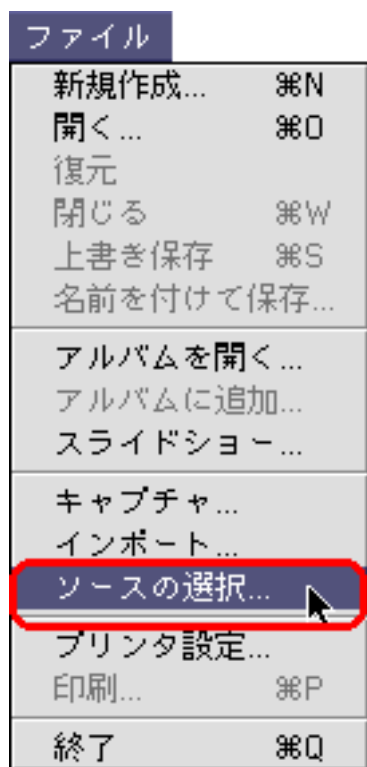 ファイル
新規作成... ⌘N
開く... ⌘O
復元
閉じる ⌘W
上書き保存 ⌘S
名前を付けて保存...
アルバムを開く...
アルバムに追加...
スライドショー...
キャプチャ...
インポート...
ソースの選択...
プリンタ設定...
印刷... ⌘P
終了 ⌘Q